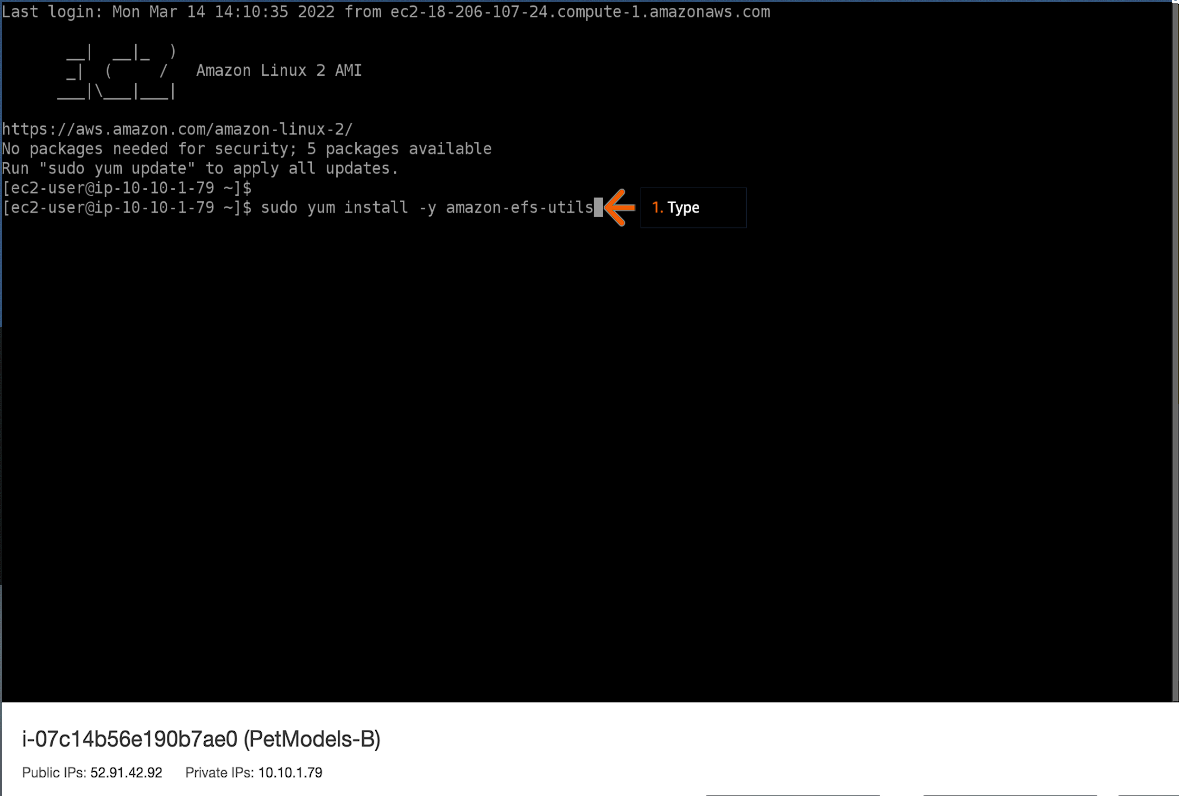 Last login: Mon Mar 14 14:10:35 2022 from ec2-18-206-107-24.compute-1.amazonaws.com
       __|  __|_  )
       _|  (     /   Amazon Linux 2 AMI
      ___|\___|___|
https://aws.amazon.com/amazon-linux-2/
No packages needed for security; 5 packages available
Run "sudo yum update" to apply all updates.
[ec2-user@ip-10-10-1-79 ~]$
[ec2-user@ip-10-10-1-79 ~]$ sudo yum install -y amazon-efs-utils
1. Type
i-07c14b56e190b7ae0 (PetModels-B)
Public IPs: 52.91.42.92 Private IPs: 10.10.1.79